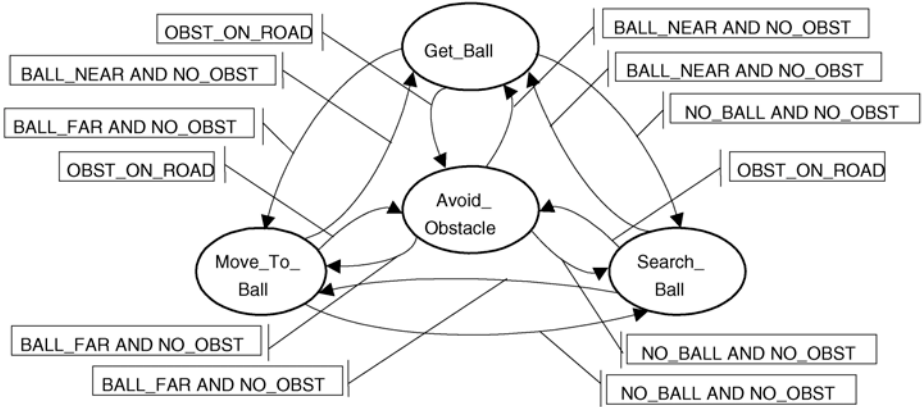 OBST_ON_ROAD
Get_Ball
BALL_NEAR AND NO_OBST
BALL_NEAR AND NO_OBST
BALL_NEAR AND NO_OBST
BALL_FAR AND NO_OBST
NO_BALL AND NO_OBST
OBST_ON_ROAD
OBST_ON_ROAD
Avoid_
Obstacle
Move_To_
Ball
Search_
Ball
BALL_FAR AND NO_OBST
NO_BALL AND NO_OBST
BALL_FAR AND NO_OBST
NO_BALL AND NO_OBST